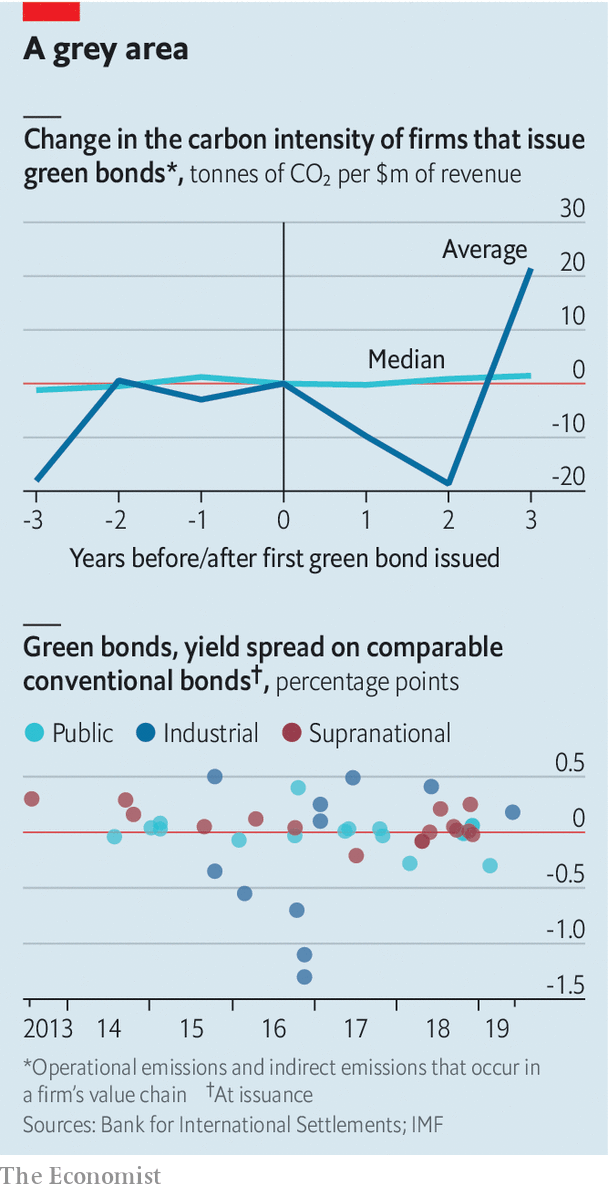 A grey area
Change in the carbon intensity of firms that issue
green bonds*, tonnes of CO₂ per $m of revenue
30
Average
20
10
Median
0
-10
-20
-3 -2 -1 0 1 2 3
Years before/after first green bond issued
Green bonds, yield spread on comparable
conventional bonds†, percentage points
Public Industrial Supranational
0.5
0
-0.5
-1.0
-1.5
2013 14 15 16 17 18 19
*Operational emissions and indirect emissions that occur in
a firm's value chain †At issuance
Sources: Bank for International Settlements; IMF
The Economist